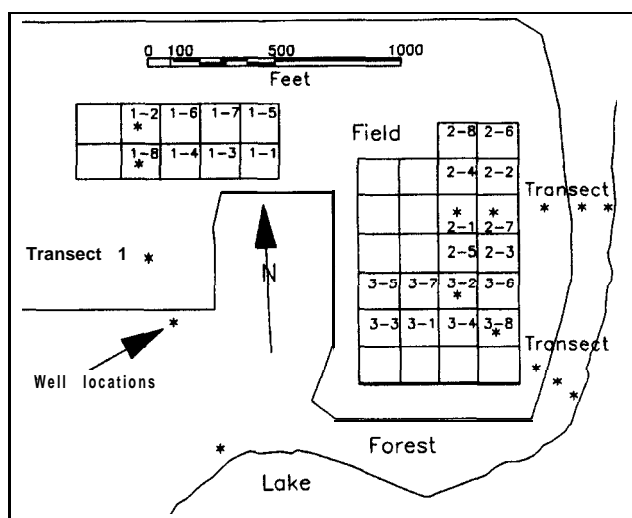 0 100 500 1000
Feet
1-2 1-6 1-7 1-5
1-8 1-4 1-3 1-1
Field
2-8 2-6
2-4 2-2
Transect
2-1 2-7
2-5 2-3
Transect 1
N
3-5 3-7 3-2 3-6
3-3 3-1 3-4 3-8
Transect
Well locations
Forest
Lake